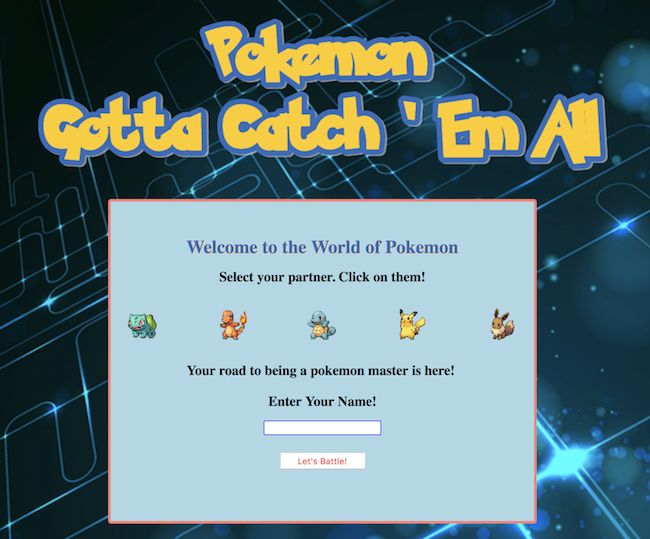 Pokemon
Gotta Catch ' Em All
Welcome to the World of Pokemon
Select your partner. Click on them!
Your road to being a pokemon master is here!
Enter Your Name!
Let's Battle!